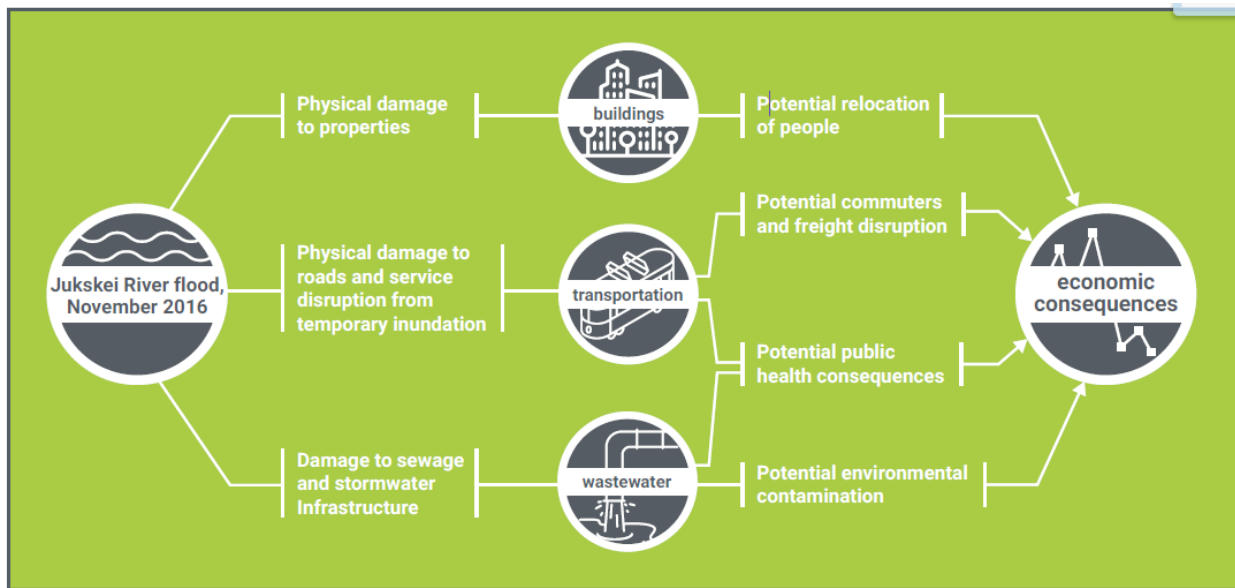 Jukskei River flood,
November 2016
Physical damage
to properties
buildings
Potential relocation
of people
Physical damage to
roads and service
disruption from
temporary inundation
transportation
Potential commuters
and freight disruption
Potential public
health consequences
Damage to sewage
and stormwater
Infrastructure
wastewater
Potential environmental
contamination
economic
consequences